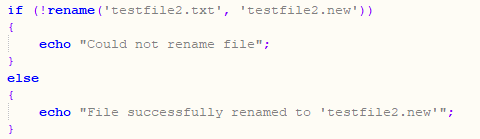 if (!rename('testfile2.txt', 'testfile2.new'))
{
    echo "Could not rename file";
}
else
{
    echo "File successfully renamed to 'testfile2.new'";
}